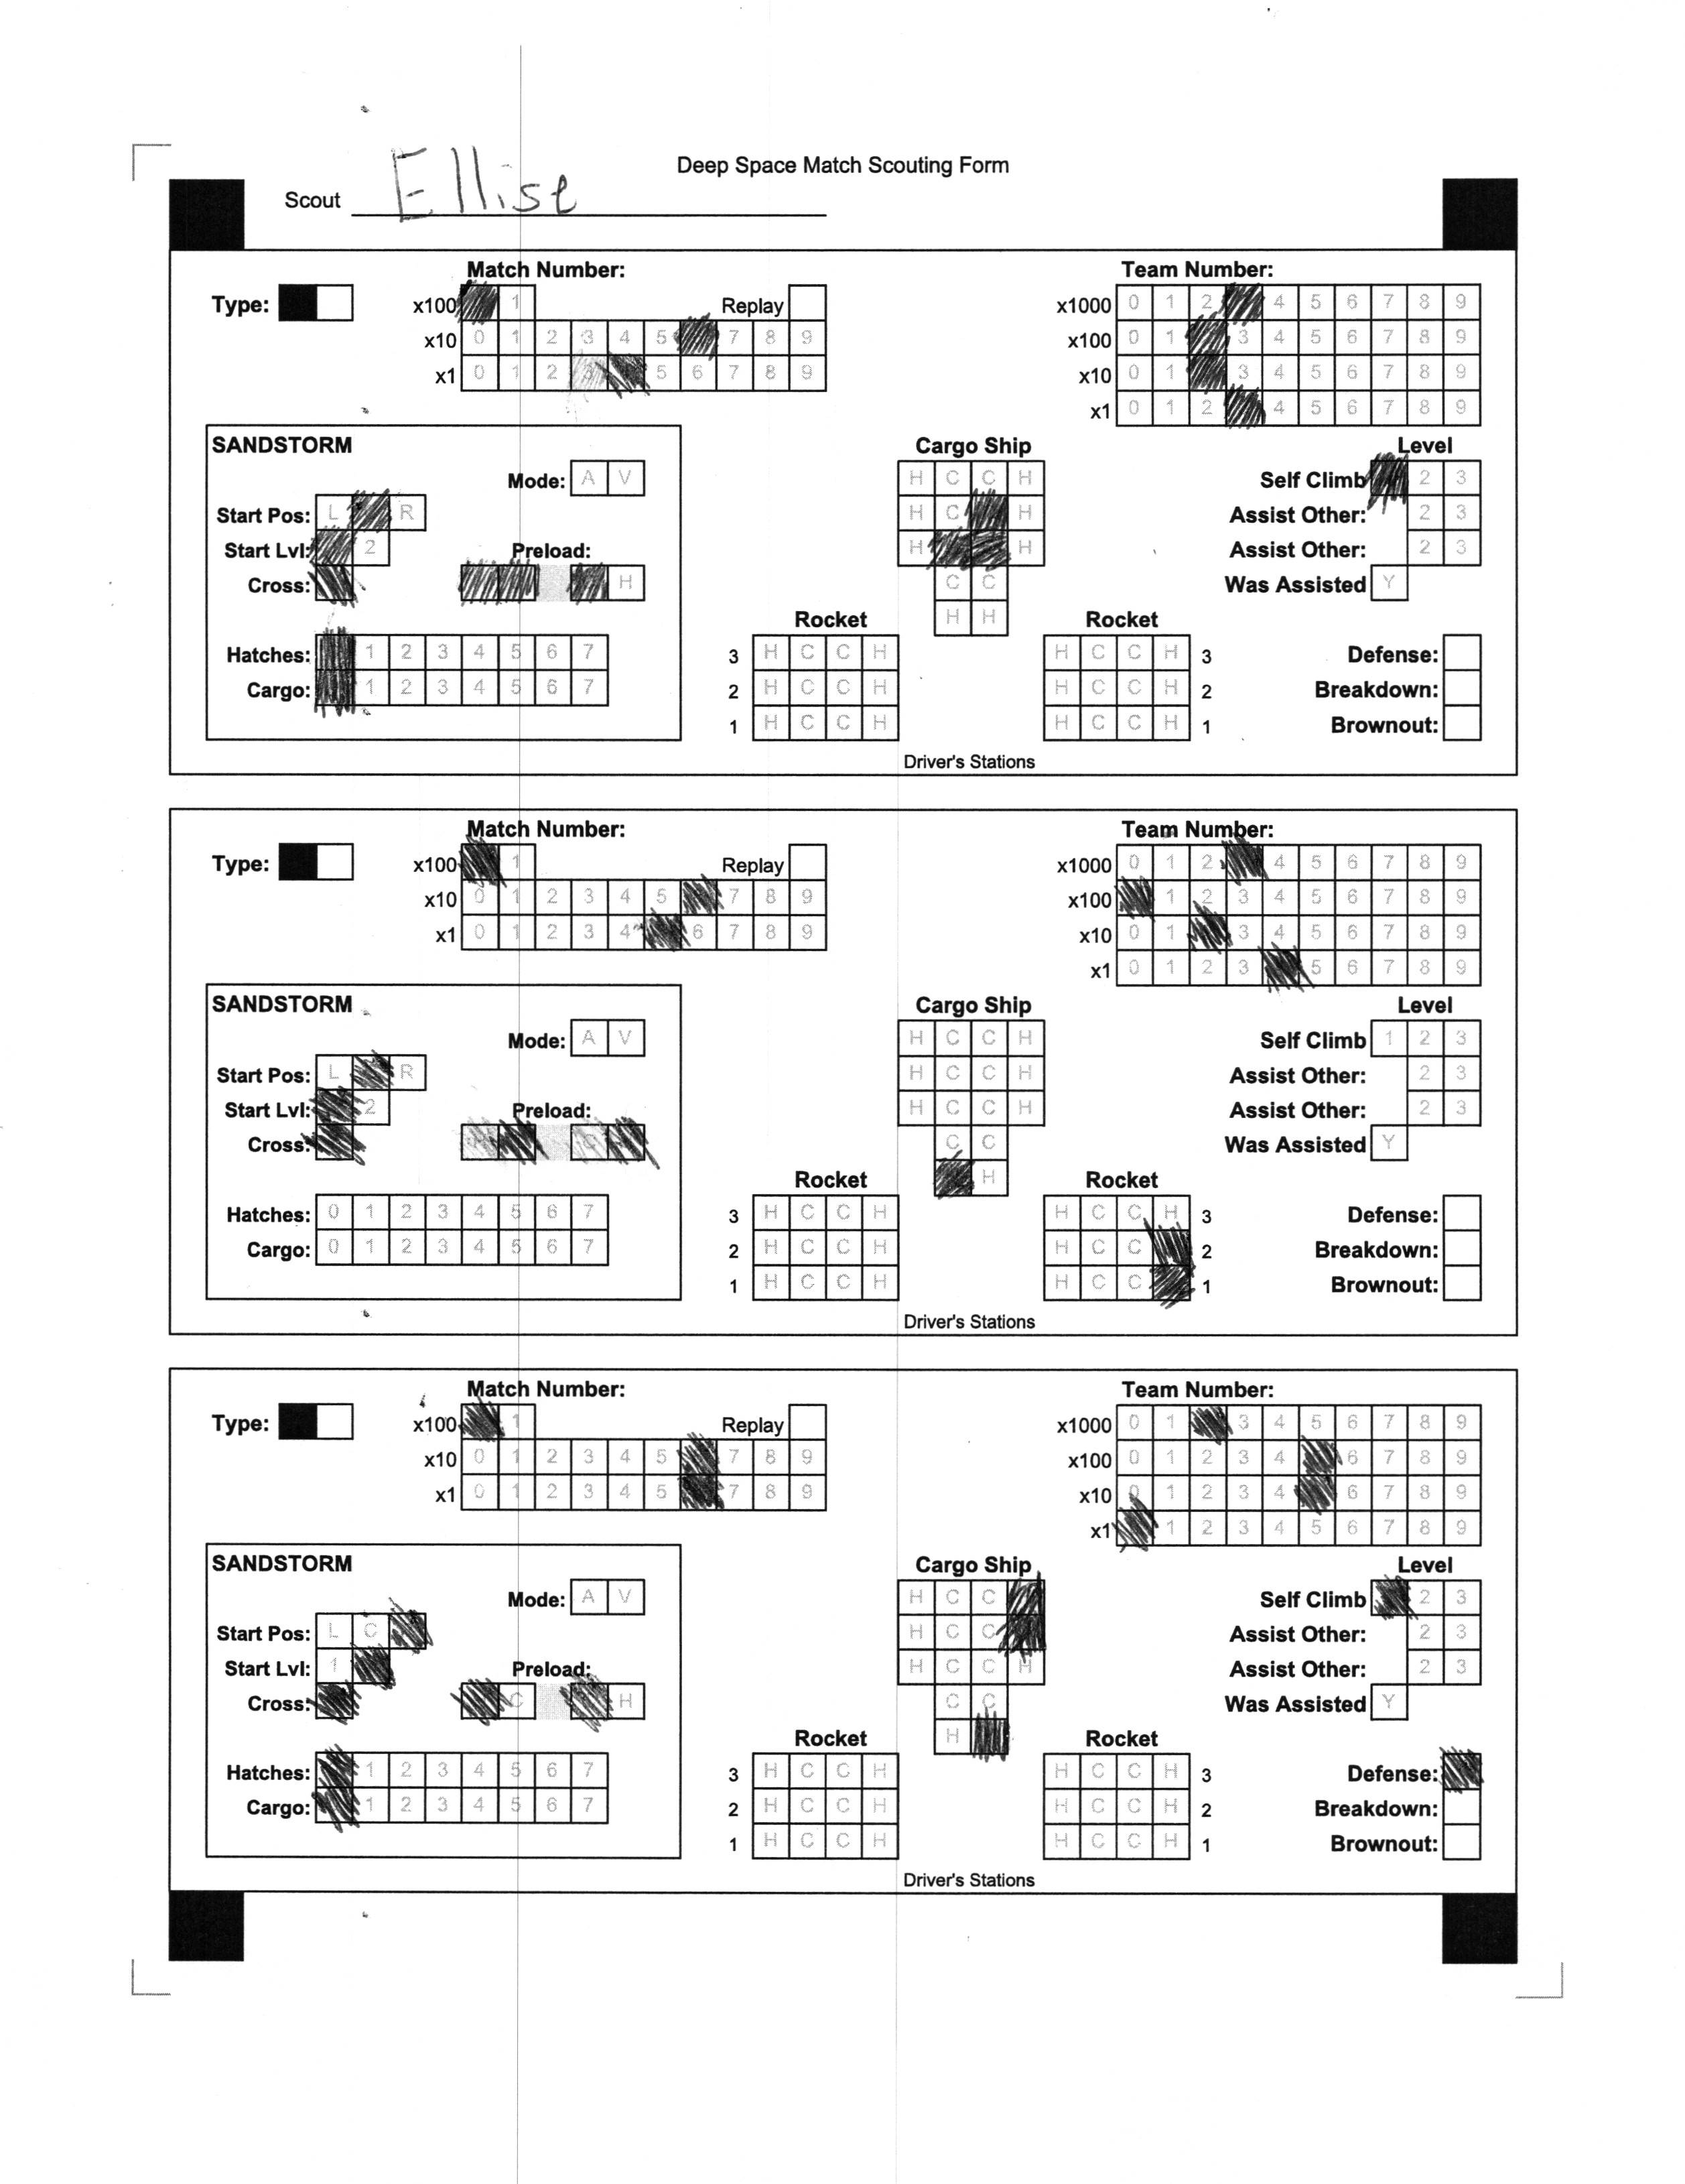 Deep Space Match Scouting Form
Scout Ellise
Match Number: Team Number:
Type: x100 1 Replay x1000 0 1 2 4 5 6 7 8 9
x10 0 1 2 3 4 5 7 8 9 x100 0 1 3 4 5 6 7 8 9
x1 0 1 2 5 6 7 8 9 x10 0 1 3 4 5 6 7 8 9
x1 0 1 2 4 5 6 7 8 9
SANDSTORM Cargo Ship Level
Mode: A V H C C H Self Climb 2 3
Start Pos: L R H C H Assist Other: 2 3
Start Lvl: 2 Preload: H H Assist Other: 2 3
Cross: H C C Was Assisted Y
Rocket H H Rocket
Hatches: 1 2 3 4 5 6 7 3 H C C H H C C H 3 Defense:
Cargo: 1 2 3 4 5 6 7 2 H C C H H C C H 2 Breakdown:
1 H C C H H C C H 1 Brownout:
Driver's Stations
Match Number: Team Number:
Type: x100 1 Replay x1000 0 1 2 4 5 6 7 8 9
x10 0 1 2 3 4 5 7 8 9 x100 1 2 3 4 5 6 7 8 9
x1 0 1 2 3 4 6 7 8 9 x10 0 1 3 4 5 6 7 8 9
x1 0 1 2 3 5 6 7 8 9
SANDSTORM Cargo Ship Level
Mode: A V H C C H Self Climb 1 2 3
Start Pos: L R H C C H Assist Other: 2 3
Start Lvl: 2 Preload: H C C H Assist Other: 2 3
Cross: C C Was Assisted Y
Rocket H Rocket
Hatches: 0 1 2 3 4 5 6 7 3 H C C H H C C H 3 Defense:
Cargo: 0 1 2 3 4 5 6 7 2 H C C H H C C 2 Breakdown:
1 H C C H H C C 1 Brownout:
Driver's Stations
Match Number: Team Number:
Type: x100 1 Replay x1000 0 1 3 4 5 6 7 8 9
x10 0 1 2 3 4 5 7 8 9 x100 0 1 2 3 4 6 7 8 9
x1 0 1 2 3 4 5 7 8 9 x10 0 1 2 3 4 6 7 8 9
x1 1 2 3 4 5 6 7 8 9
SANDSTORM Cargo Ship Level
Mode: A V H C C Self Climb 2 3
Start Pos: L C H C C Assist Other: 2 3
Start Lvl: 1 Preload: H C C H Assist Other: 2 3
Cross: C H C C Was Assisted Y
Rocket H Rocket
Hatches: 1 2 3 4 5 6 7 3 H C C H H C C H 3 Defense:
Cargo: 1 2 3 4 5 6 7 2 H C C H H C C H 2 Breakdown:
1 H C C H H C C H 1 Brownout:
Driver's Stations